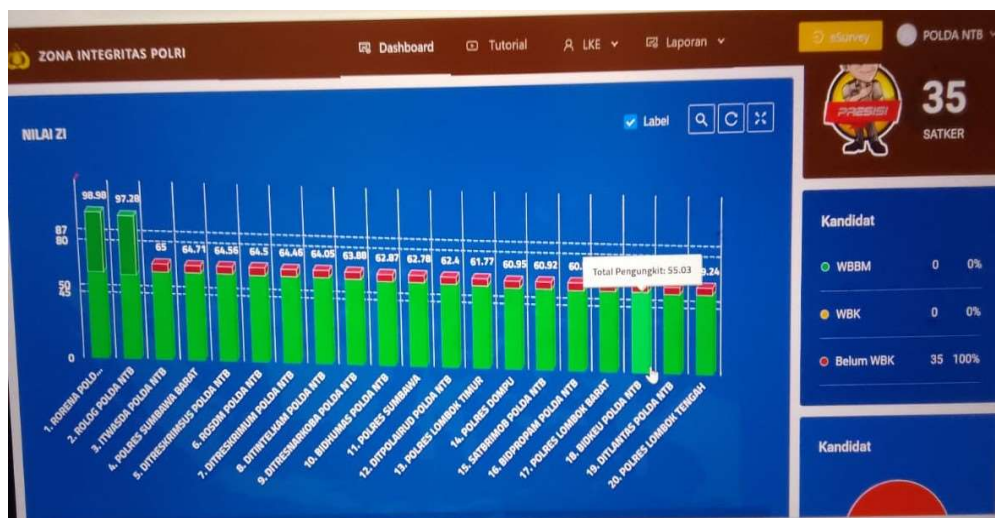 ZONA INTEGRITAS POLRI
Dashboard
Tutorial
LKE
Laporan
eSurvey
POLDA NTB
PRESISI
35
SATKER
NILAI ZI
Label
98.98
97.28
65
64.71
64.56
64.5
64.46
64.05
63.88
62.87
62.78
62.4
61.77
60.95
60.92
Total Pengungkit: 55.03
87
80
50
45
0
1. RORENA POLD...
2. ROLOG POLDA NTB
3. ITWASDA POLDA NTB
4. POLRES SUMBAWA BARAT
5. DITRESKRIMSUS POLDA NTB
6. ROSDM POLDA NTB
7. DITRESKRIMUM POLDA NTB
8. DITINTELKAM POLDA NTB
9. DITRESNARKOBA POLDA NTB
10. BIDHUMAS POLDA NTB
11. POLRES SUMBAWA
12. DITPOLAIRUD POLDA NTB
13. POLRES LOMBOK TIMUR
14. POLRES DOMPU
15. SATBRIMOB POLDA NTB
16. BIDPROPAM POLDA NTB
17. POLRES LOMBOK BARAT
18. BIDKEU POLDA NTB
19. DITLANTAS POLDA NTB
20. POLRES LOMBOK TENGAH
Kandidat
WBBM 0 0%
WBK 0 0%
Belum WBK 35 100%
Kandidat